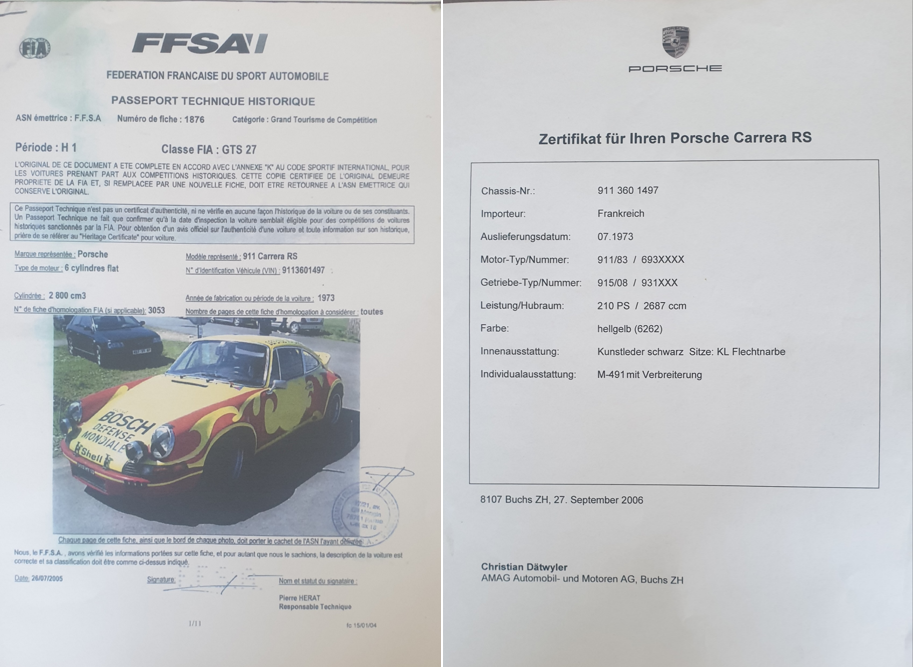 FIA
FFSA
FEDERATION FRANCAISE DU SPORT AUTOMOBILE
PASSEPORT TECHNIQUE HISTORIQUE
ASN émettrice : F.F.S.A Numéro de fiche : 1876 Catégorie : Grand Tourisme de Compétition
Période : H 1 Classe FIA : GTS 27
L'ORIGINAL DE CE DOCUMENT A ETE COMPLETE EN ACCORD AVEC L'ANNEXE "K" AU CODE SPORTIF INTERNATIONAL, POUR
LES VOITURES PRENANT PART AUX COMPETITIONS HISTORIQUES. CETTE COPIE CERTIFIEE DE L'ORIGINAL DEMEURE
PROPRIETE DE LA FIA ET, SI REMPLACEE PAR UNE NOUVELLE FICHE, DOIT ETRE RETOURNEE A L'ASN EMETTRICE QUI
CONSERVE L'ORIGINAL.
Ce Passeport Technique n'est pas un certificat d'authenticité, ni ne vérifie en aucune façon l'historique de la voiture ou de ses constituants.
Un Passeport Technique ne fait que confirmer qu'à la date d'inspection la voiture semblait éligible pour des compétitions de voitures
historiques sanctionnés par la FIA. Pour obtention d'un avis officiel sur l'authenticité d'une voiture et toute information sur son historique,
prière de se référer au "Heritage Certificate" pour voiture.
Marque représentée : Porsche Modèle représenté : 911 Carrera RS
Type de moteur : 6 cylindres flat N° d'Identification Véhicule (VIN) : 9113601497
Cylindrée : 2 800 cm3 Année de fabrication ou période de la voiture : 1973
N° de fiche d'homologation FIA (si applicable): 3053 Nombre de pages de cette fiche d'homologation à considérer : toutes
BOSCH
DEFENSE
MONDIALE
Shell
Chaque page de cette fiche, ainsi que le bord de chaque photo, doit porter le cachet de l'ASN l'ayant délivrée.
Nous, le F.F.S.A. , avons vérifié les informations portées sur cette fiche, et pour autant que nous le sachions, la description de la voiture est
correcte et sa classification doit être comme ci-dessus indiqué.
Date: 26/07/2005 Signature: Nom et statut du signataire :
Pierre HERAT
Responsable Technique
1/11 fc 15/01/04
PORSCHE
Zertifikat für Ihren Porsche Carrera RS
Chassis-Nr.: 911 360 1497
Importeur: Frankreich
Auslieferungsdatum: 07.1973
Motor-Typ/Nummer: 911/83 / 693XXXX
Getriebe-Typ/Nummer: 915/08 / 931XXX
Leistung/Hubraum: 210 PS / 2687 ccm
Farbe: hellgelb (6262)
Innenausstattung: Kunstleder schwarz Sitze: KL Flechtnarbe
Individualausstattung: M-491 mit Verbreiterung
8107 Buchs ZH, 27. September 2006
Christian Dätwyler
AMAG Automobil- und Motoren AG, Buchs ZH